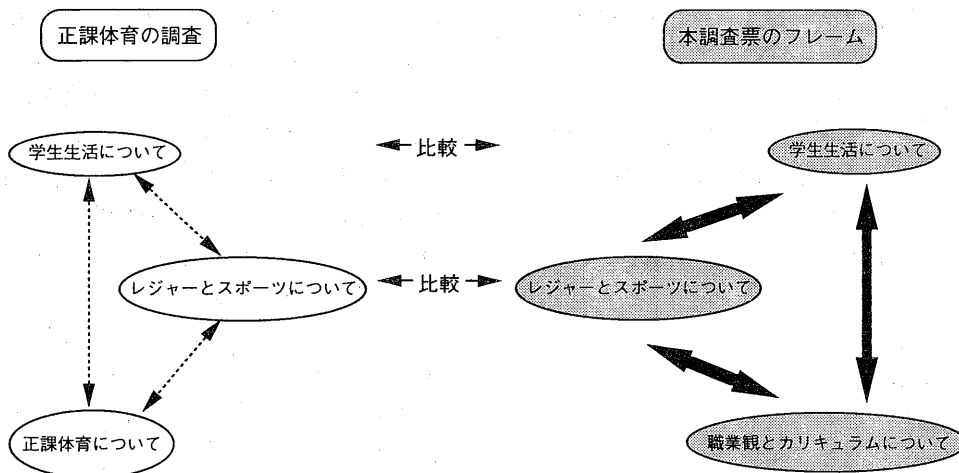 正課体育の調査
本調査票のフレーム
学生生活について
比較
学生生活について
レジャーとスポーツについて
比較
レジャーとスポーツについて
正課体育について
職業観とカリキュラムについて